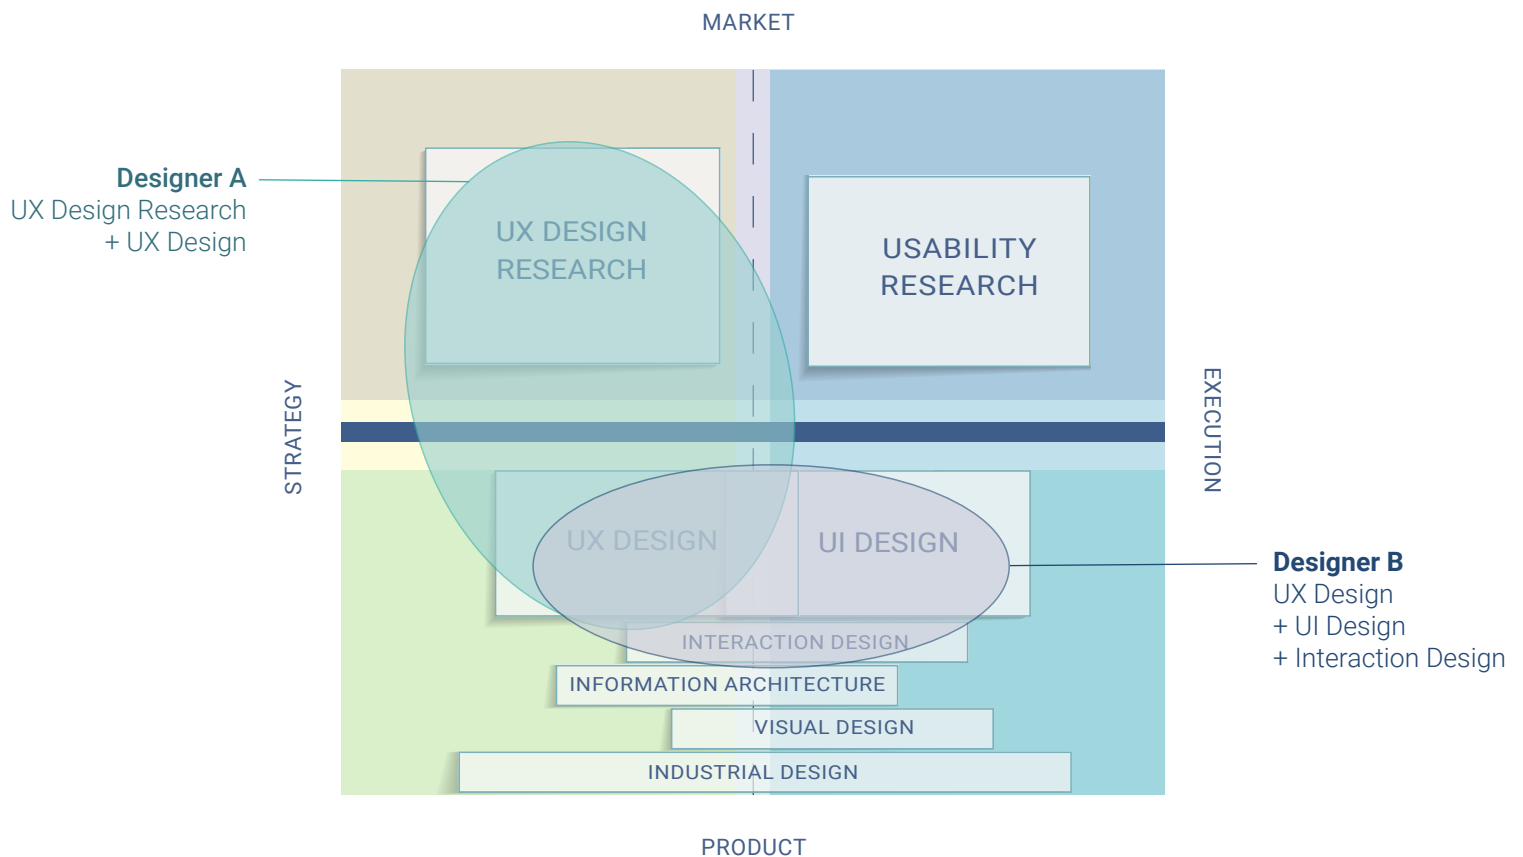 MARKET
Designer A
UX Design Research
+ UX Design
UX DESIGN
RESEARCH
USABILITY
RESEARCH
STRATEGY
EXECUTION
UX DESIGN
UI DESIGN
Designer B
UX Design
+ UI Design
+ Interaction Design
INTERACTION DESIGN
INFORMATION ARCHITECTURE
VISUAL DESIGN
INDUSTRIAL DESIGN
PRODUCT